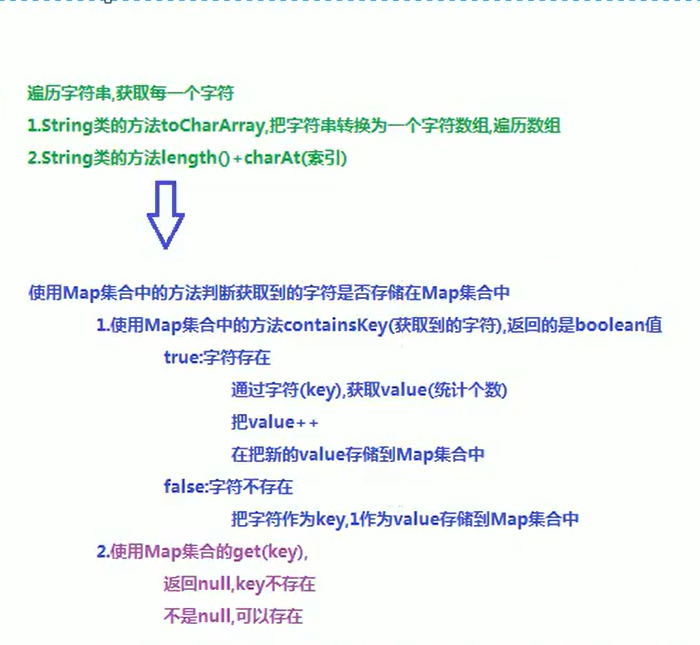 遍历字符串,获取每一个字符
1.String类的方法toCharArray,把字符串转换为一个字符数组,遍历数组
2.String类的方法length()+charAt(索引)
使用Map集合中的方法判断获取到的字符是否存储在Map集合中
1.使用Map集合中的方法containsKey(获取到的字符),返回的是boolean值
true:字符存在
通过字符(key),获取value(统计个数)
把value++
在把新的value存储到Map集合中
false:字符不存在
把字符作为key,1作为value存储到Map集合中
2.使用Map集合的get(key),
返回null,key不存在
不是null,可以存在